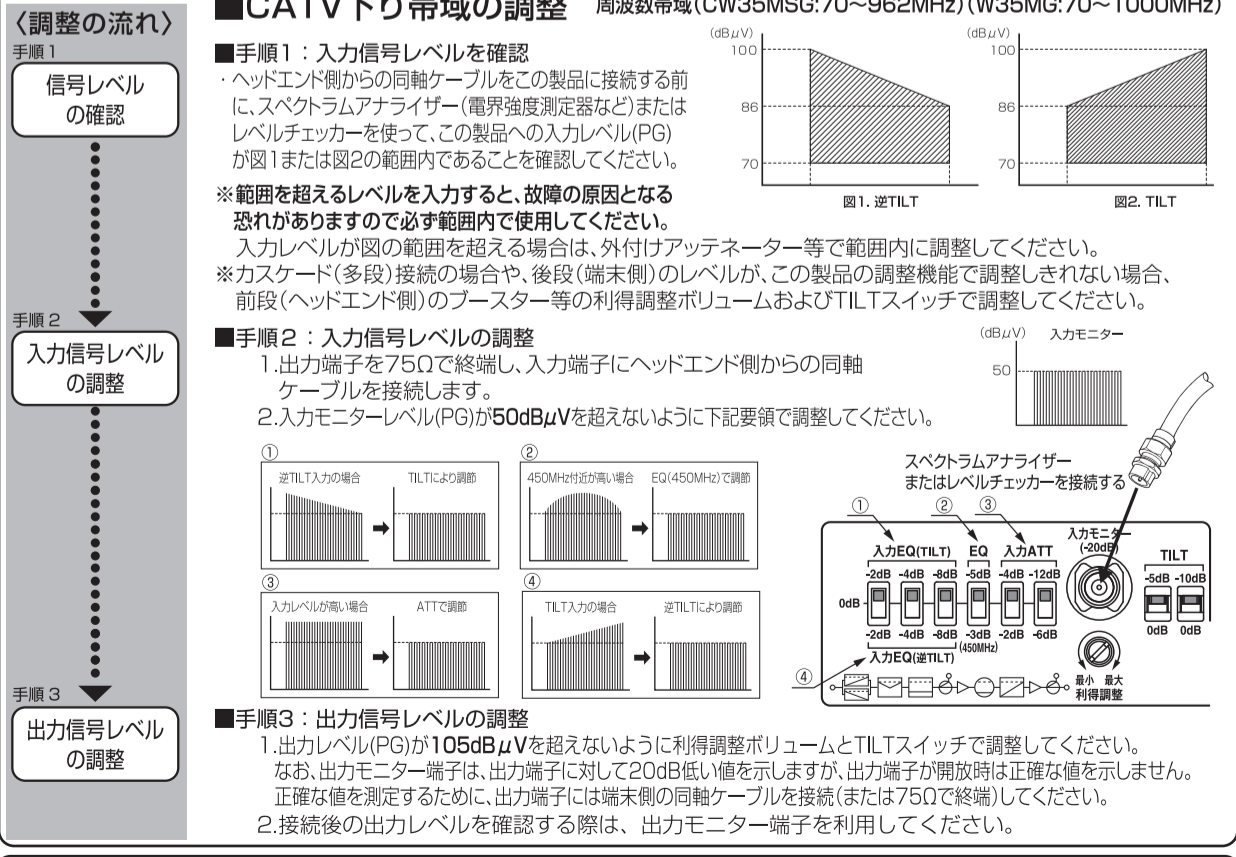 〈調整の流れ〉
手順1
信号レベル
の確認
手順2
入力信号レベル
の調整
手順3
出力信号レベル
の調整
■CATV下り帯域の調整 周波数帯域(CW35MSG:70〜962MHz)(W35MG:70〜1000MHz)
■手順1：入力信号レベルを確認
・ヘッドエンド側からの同軸ケーブルをこの製品に接続する前
に、スペクトラムアナライザー(電界強度測定器など)または
レベルチェッカーを使って、この製品への入力レベル(PG)
が図1または図2の範囲内であることを確認してください。
(dBμV)
100
86
70
図1. 逆TILT
(dBμV)
100
86
70
図2. TILT
※範囲を超えるレベルを入力すると、故障の原因となる
恐れがありますので必ず範囲内で使用してください。
入力レベルが図の範囲を超える場合は、外付けアッテネーター等で範囲内に調整してください。
※カスケード(多段)接続の場合や、後段(端末側)のレベルが、この製品の調整機能で調整しきれない場合、
前段(ヘッドエンド側)のブースター等の利得調整ボリュームおよびTILTスイッチで調整してください。
■手順2：入力信号レベルの調整
1.出力端子を75Ωで終端し、入力端子にヘッドエンド側からの同軸
ケーブルを接続します。
2.入力モニターレベル(PG)が50dBμVを超えないように下記要領で調整してください。
(dBμV) 入力モニター
50
①
逆TILT入力の場合 TILTにより調節
②
450MHz付近が高い場合 EQ(450MHz)で調節
③
入力レベルが高い場合 ATTで調節
④
TILT入力の場合 逆TILTにより調節
スペクトラムアナライザー
またはレベルチェッカーを接続する
① ② ③
入力モニター
(-20dB)
入力EQ(TILT) EQ 入力ATT TILT
-2dB -4dB -8dB -5dB -4dB -12dB -5dB -10dB
0dB
-2dB -4dB -8dB -3dB -2dB -6dB 0dB 0dB
(450MHz)
入力EQ(逆TILT)
④
最小 最大
利得調整
■手順3：出力信号レベルの調整
1.出力レベル(PG)が105dBμVを超えないように利得調整ボリュームとTILTスイッチで調整してください。
なお、出力モニター端子は、出力端子に対して20dB低い値を示しますが、出力端子が開放時は正確な値を示しません。
正確な値を測定するために、出力端子には端末側の同軸ケーブルを接続(または75Ωで終端)してください。
2.接続後の出力レベルを確認する際は、出力モニター端子を利用してください。